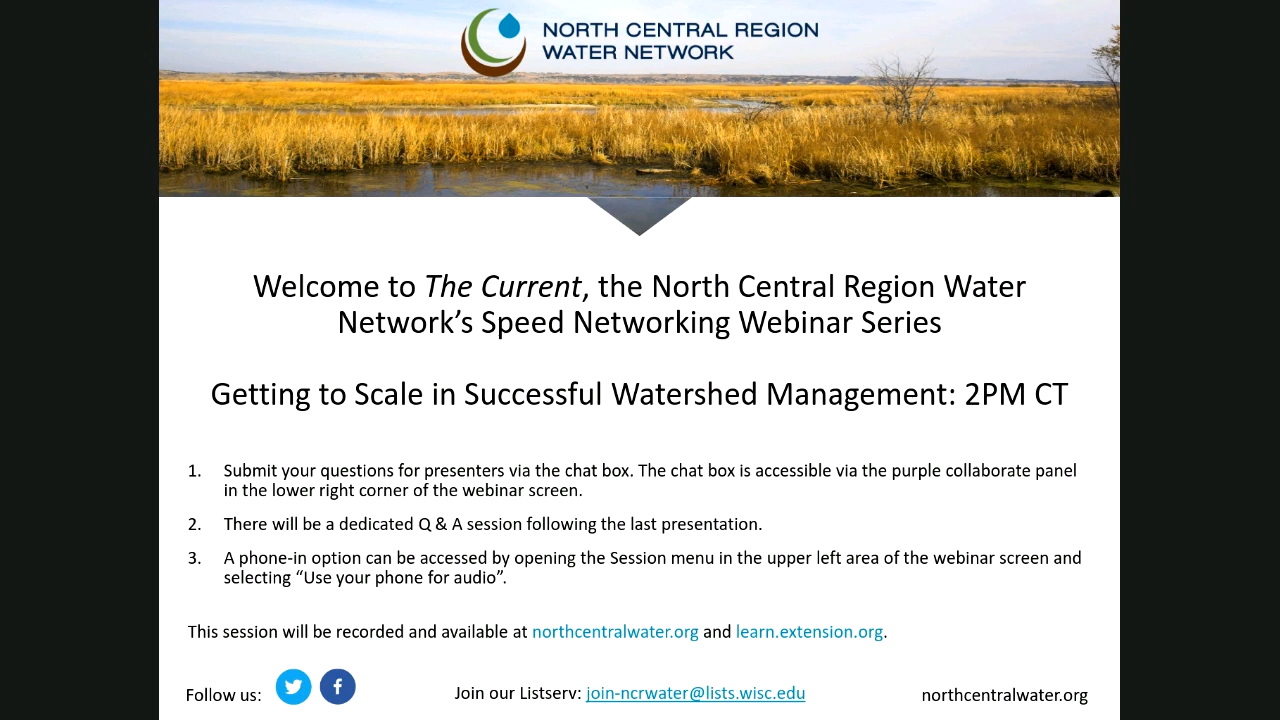 NORTH CENTRAL REGION
WATER NETWORK
Welcome to The Current, the North Central Region Water
Network’s Speed Networking Webinar Series
Getting to Scale in Successful Watershed Management: 2PM CT
1. Submit your questions for presenters via the chat box. The chat box is accessible via the purple collaborate panel
in the lower right corner of the webinar screen.
2. There will be a dedicated Q & A session following the last presentation.
3. A phone-in option can be accessed by opening the Session menu in the upper left area of the webinar screen and
selecting “Use your phone for audio”.
This session will be recorded and available at northcentralwater.org and learn.extension.org.
Follow us: Join our Listserv: join-ncrwater@lists.wisc.edu northcentralwater.org